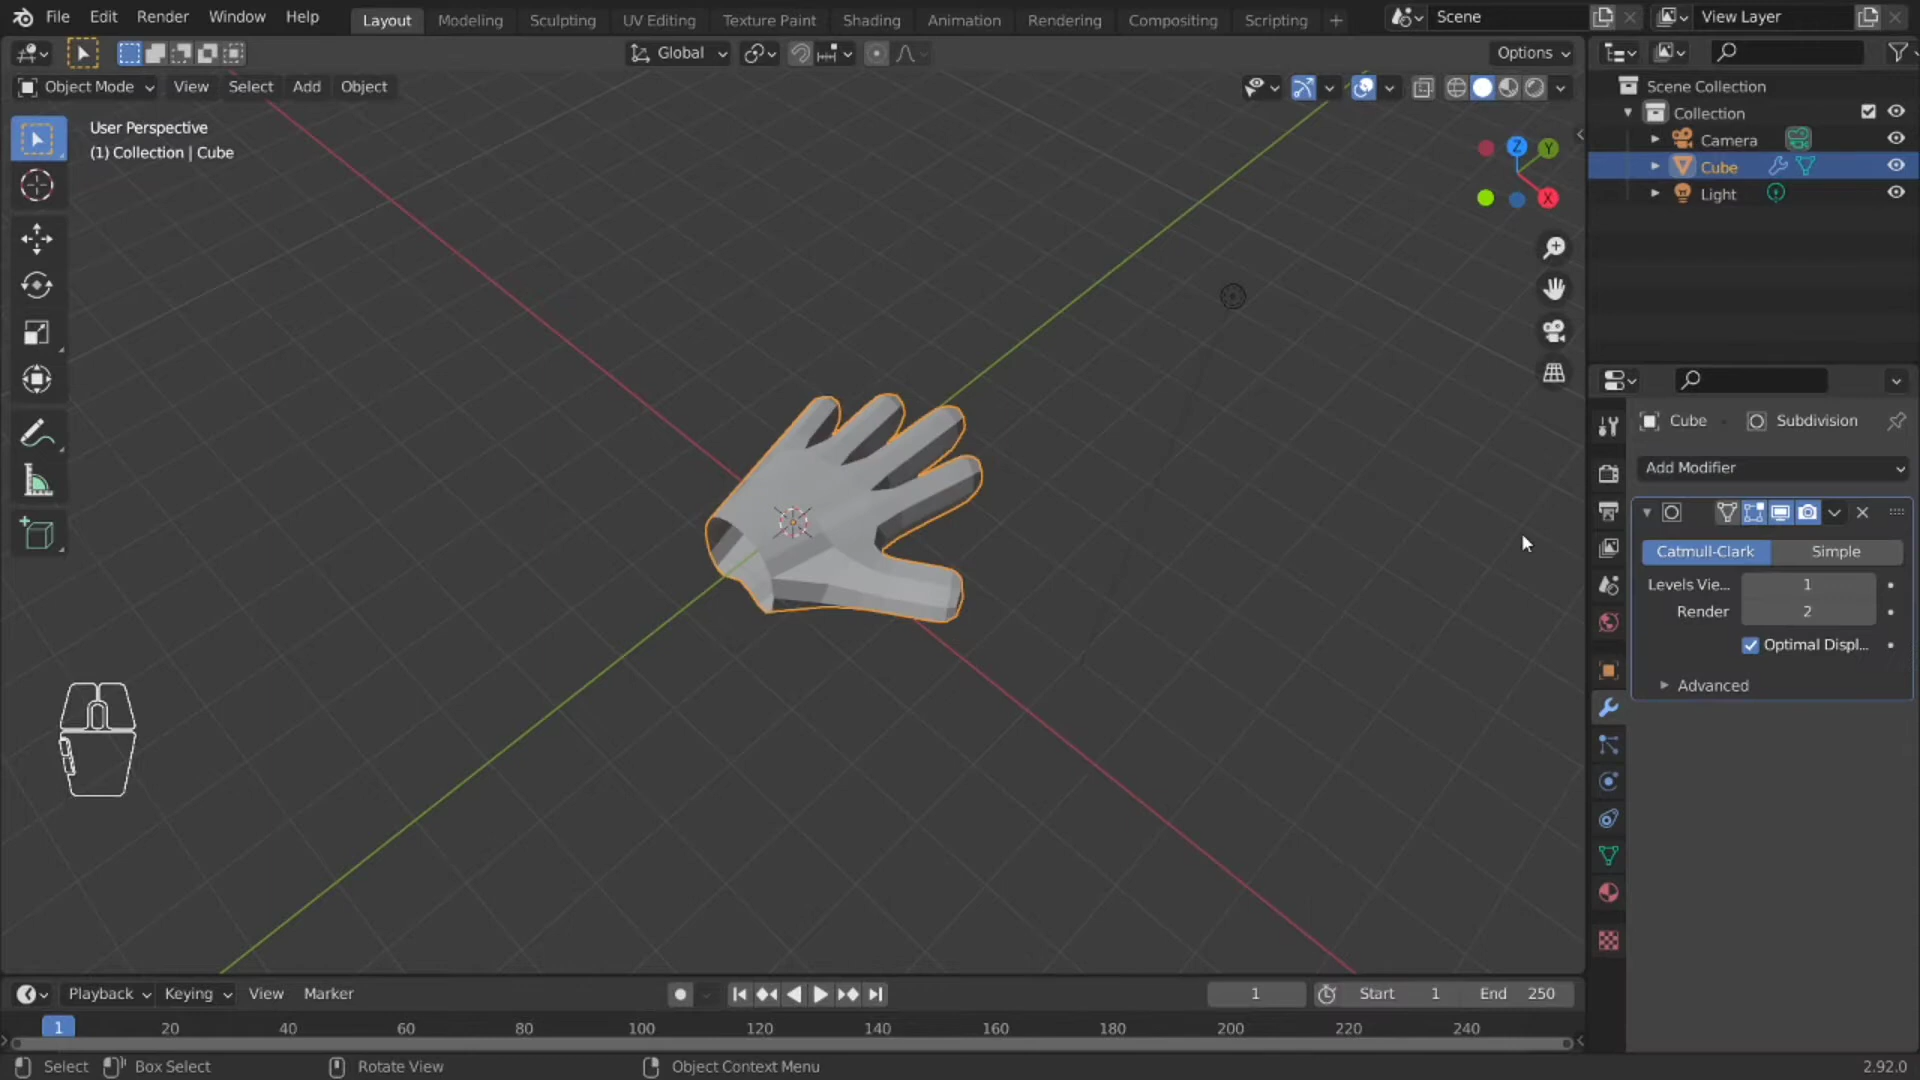 File Edit Render Window Help Layout Modeling Sculpting UV Editing Texture Paint Shading Animation Rendering Compositing Scripting + Scene View Layer
Global Options
Object Mode View Select Add Object
User Perspective
(1) Collection | Cube
Z Y X
Scene Collection
Collection
Camera
Cube
Light
Cube Subdivision
Add Modifier
Catmull-Clark Simple
Levels Vie... 1
Render 2
Optimal Displ...
Advanced
Playback Keying View Marker 1 Start 1 End 250
1 20 40 60 80 100 120 140 160 180 200 220 240
Select Box Select Rotate View Object Context Menu 2.92.0